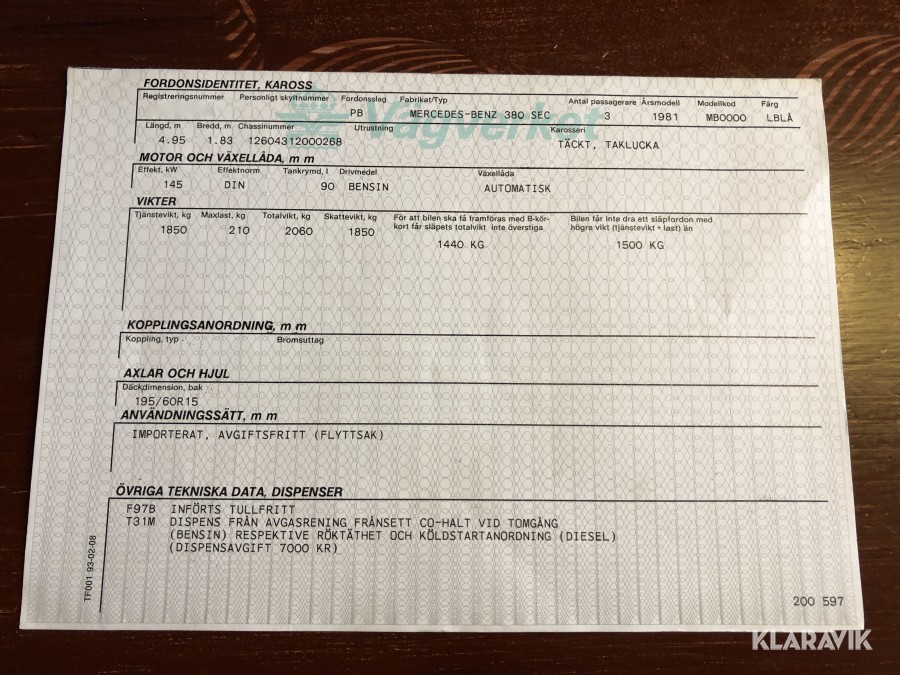 FORDONSIDENTITET, KAROSS
Registreringsnummer Personligt skyltnummer Fordonsslag Fabrikat/Typ Antal passagerare Årsmodell Modellkod Färg
PB MERCEDES-BENZ 380 SEC 3 1981 MB0000 LBLÅ
Vägverket
Längd, m Bredd, m Chassinummer Utrustning Karosseri
4.95 1.83 12604312000268 TÄCKT, TAKLUCKA
MOTOR OCH VÄXELLÅDA, m m
Effekt, kW Effektnorm Tankrymd, l Drivmedel Växellåda
145 DIN 90 BENSIN AUTOMATISK
VIKTER
Tjänstevikt, kg Maxlast, kg Totalvikt, kg Skattevikt, kg För att bilen ska få framföras med B-kör- Bilen får inte dra ett släpfordon med
kort får släpets totalvikt inte överstiga högre vikt (tjänstevikt + last) än
1850 210 2060 1850 1440 KG 1500 KG
KOPPLINGSANORDNING, m m
Koppling, typ Bromsuttag
AXLAR OCH HJUL
Däckdimension, bak
195/60R15
ANVÄNDNINGSSÄTT, m m
IMPORTERAT, AVGIFTSFRITT (FLYTTSAK)
ÖVRIGA TEKNISKA DATA, DISPENSER
F97B INFÖRTS TULLFRITT
T31M DISPENS FRÅN AVGASRENING FRÅNSETT CO-HALT VID TOMGÅNG
(BENSIN) RESPEKTIVE RÖKTÄTHET OCH KÖLDSTARTANORDNING (DIESEL)
(DISPENSAVGIFT 7000 KR)
TF001 93-02-08
200 597
KLARAVIK